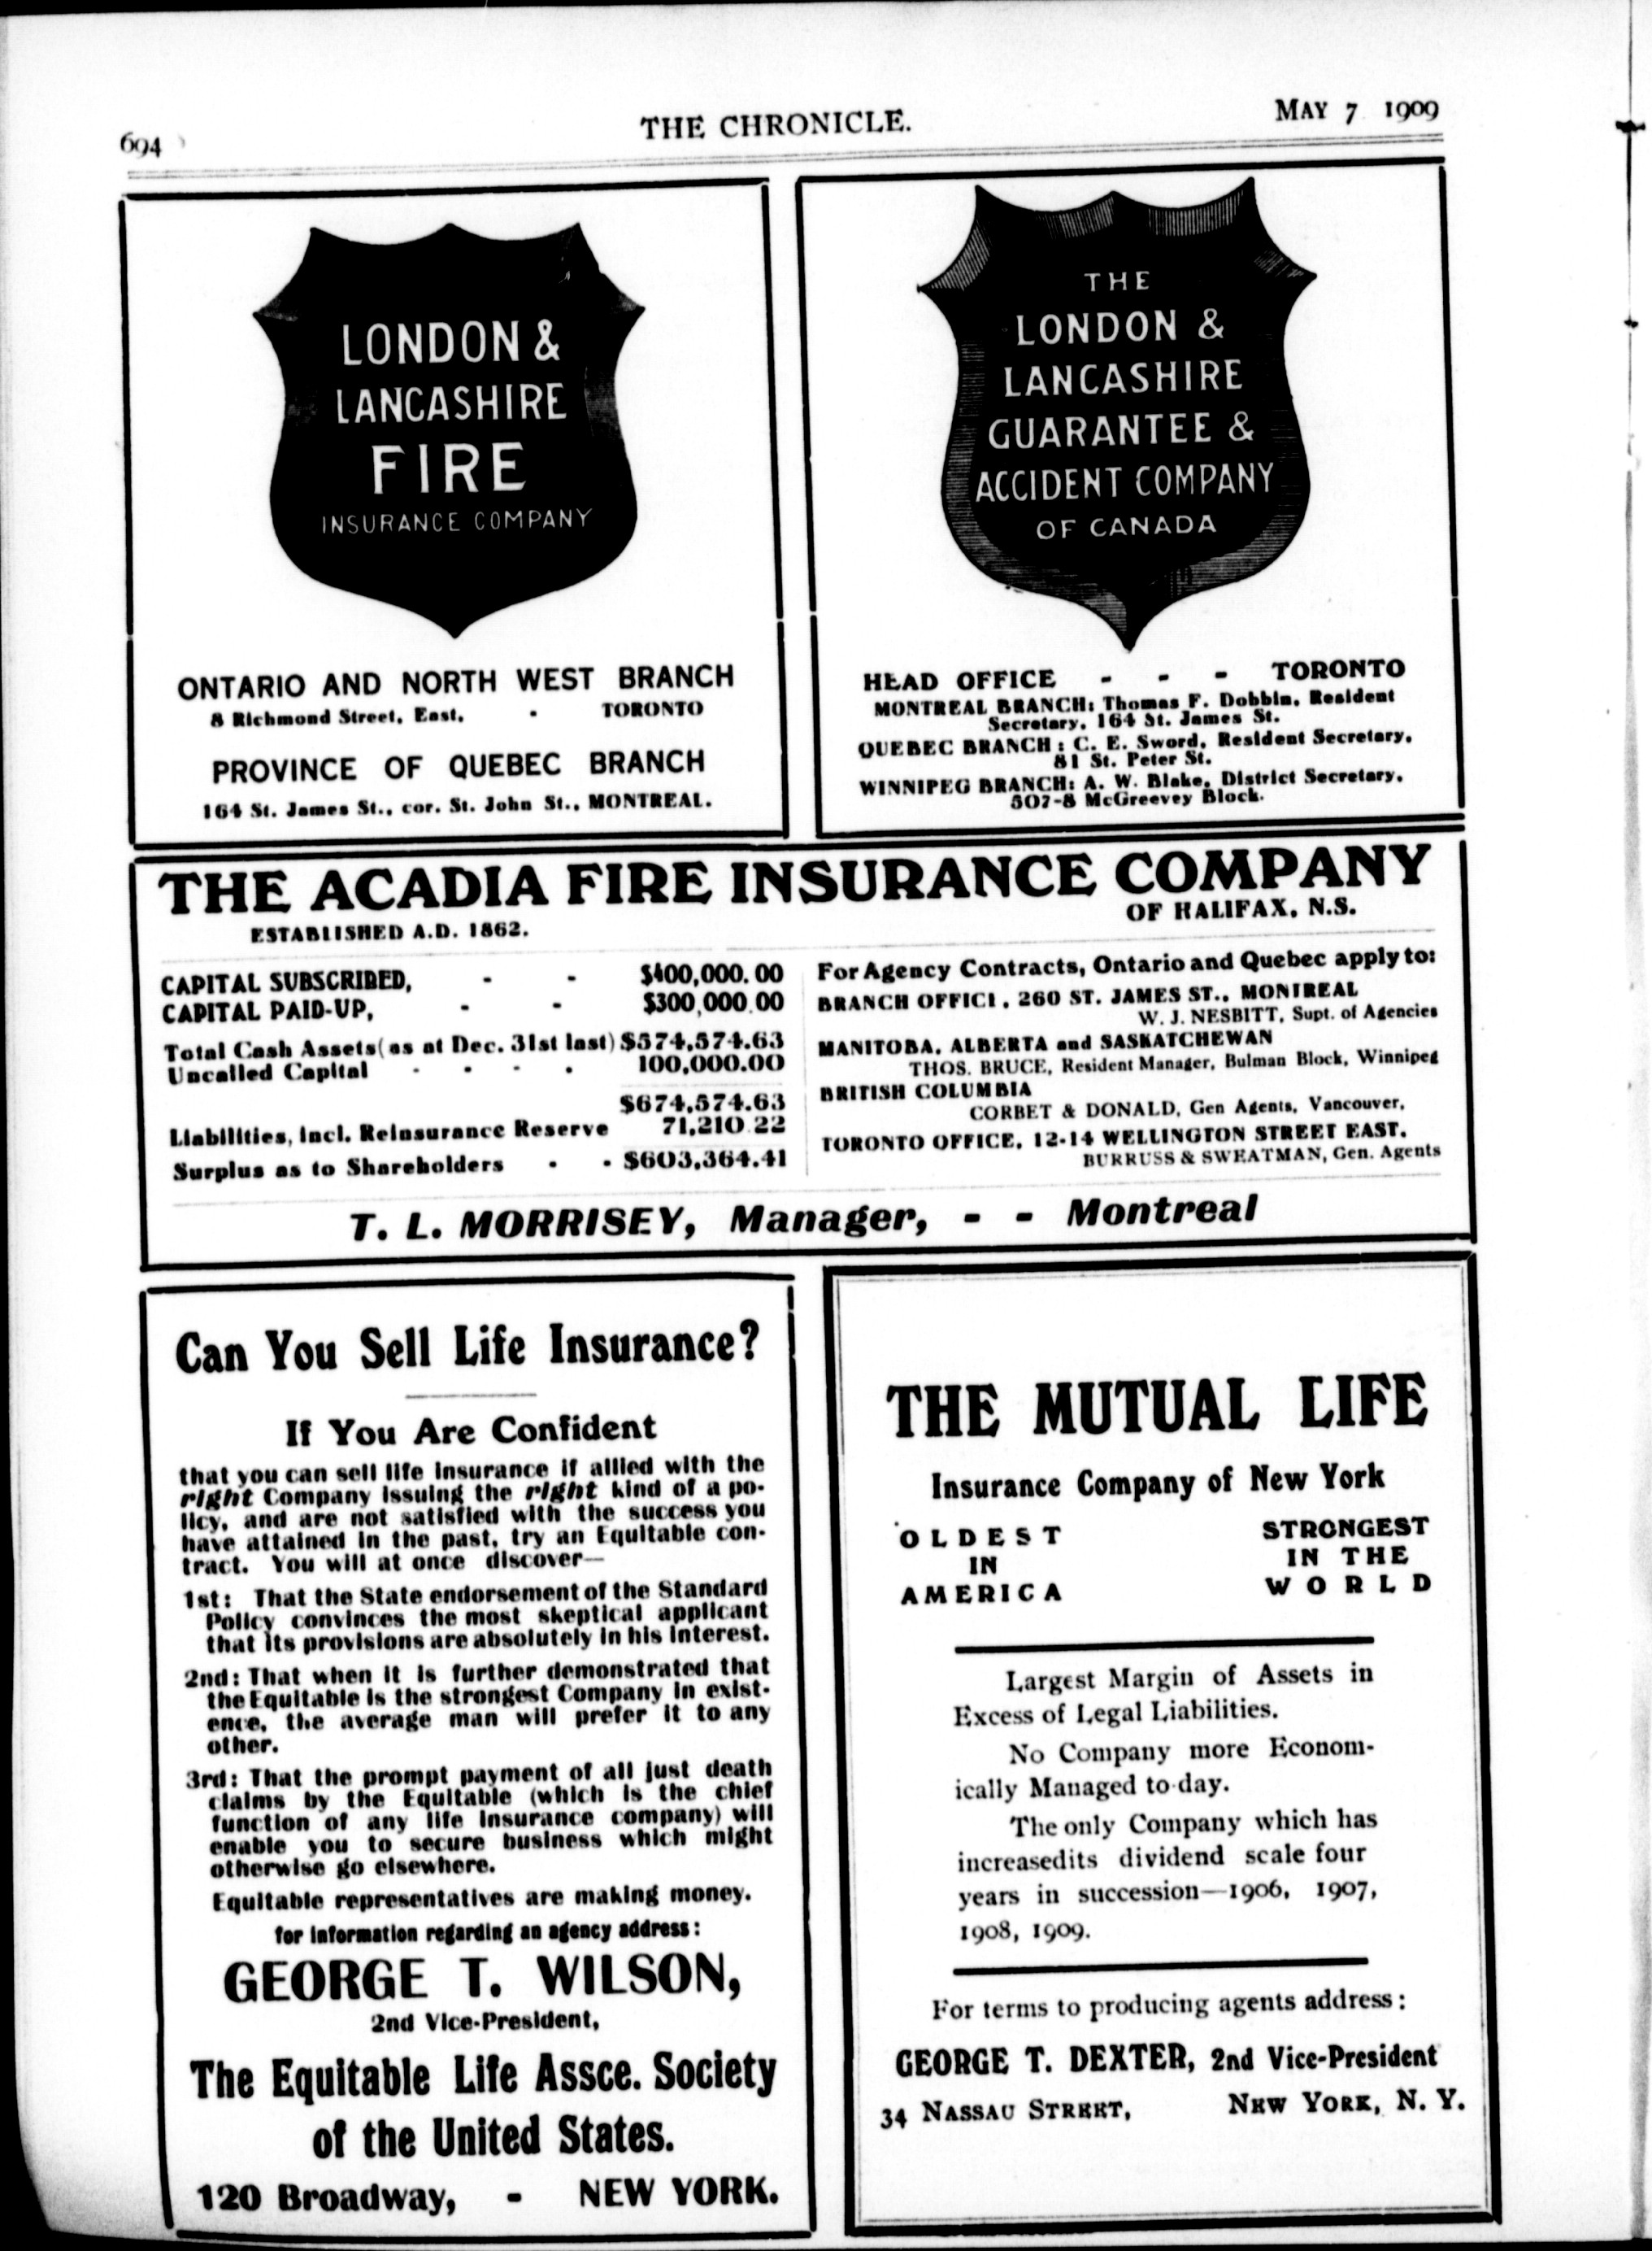 694
THE CHRONICLE.
MAY 7 1909
LONDON &
LANCASHIRE
FIRE
INSURANCE COMPANY
ONTARIO AND NORTH WEST BRANCH
8 Richmond Street, East, - TORONTO
PROVINCE OF QUEBEC BRANCH
164 St. James St., cor. St. John St., MONTREAL.
THE
LONDON &
LANCASHIRE
GUARANTEE &
ACCIDENT COMPANY
OF CANADA
HEAD OFFICE - - - TORONTO
MONTREAL BRANCH: Thomas F. Dobbin, Resident
Secretary, 164 St. James St.
QUEBEC BRANCH: C. E. Sword, Resident Secretary,
81 St. Peter St.
WINNIPEG BRANCH: A. W. Blake, District Secretary,
507-8 McGreevey Block.
THE ACADIA FIRE INSURANCE COMPANY
ESTABLISHED A.D. 1862.
OF HALIFAX, N.S.
CAPITAL SUBSCRIBED, - - $400,000.00
CAPITAL PAID-UP, - - $300,000.00
Total Cash Assets (as at Dec. 31st last) $574,574.63
Uncalled Capital - - - - 100,000.00
$674,574.63
Liabilities, incl. Reinsurance Reserve 71,210.22
Surplus as to Shareholders - - $603,364.41
For Agency Contracts, Ontario and Quebec apply to:
BRANCH OFFICE, 260 ST. JAMES ST., MONTREAL
W. J. NESBITT, Supt. of Agencies
MANITOBA, ALBERTA and SASKATCHEWAN
THOS. BRUCE, Resident Manager, Bulman Block, Winnipeg
BRITISH COLUMBIA
CORBET & DONALD, Gen Agents, Vancouver,
TORONTO OFFICE, 12-14 WELLINGTON STREET EAST.
BURRUSS & SWEATMAN, Gen. Agents
T. L. MORRISEY, Manager, - - Montreal
Can You Sell Life Insurance?
If You Are Confident
that you can sell life insurance if allied with the
right Company issuing the right kind of a po-
licy, and are not satisfied with the success you
have attained in the past, try an Equitable con-
tract. You will at once discover—
1st: That the State endorsement of the Standard
Policy convinces the most skeptical applicant
that its provisions are absolutely in his interest.
2nd: That when it is further demonstrated that
the Equitable is the strongest Company in exist-
ence, the average man will prefer it to any
other.
3rd: That the prompt payment of all just death
claims by the Equitable (which is the chief
function of any life insurance company) will
enable you to secure business which might
otherwise go elsewhere.
Equitable representatives are making money.
for information regarding an agency address:
GEORGE T. WILSON,
2nd Vice-President,
The Equitable Life Assce. Society
of the United States.
120 Broadway, - NEW YORK.
THE MUTUAL LIFE
Insurance Company of New York
OLDEST
IN
AMERICA
STRONGEST
IN THE
WORLD
Largest Margin of Assets in
Excess of Legal Liabilities.
No Company more Econom-
ically Managed to-day.
The only Company which has
increasedits dividend scale four
years in succession—1906, 1907,
1908, 1909.
For terms to producing agents address:
GEORGE T. DEXTER, 2nd Vice-President
34 NASSAU STREET, NEW YORK, N. Y.